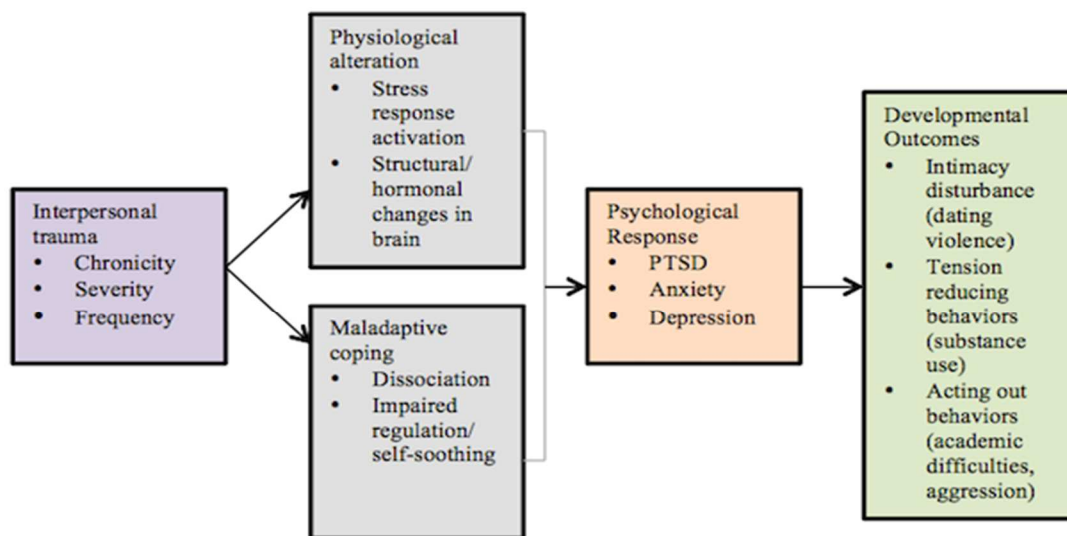 Interpersonal
trauma
• Chronicity
• Severity
• Frequency
Physiological
alteration
• Stress
response
activation
• Structural/
hormonal
changes in
brain
Maladaptive
coping
• Dissociation
• Impaired
regulation/
self-soothing
Psychological
Response
• PTSD
• Anxiety
• Depression
Developmental
Outcomes
• Intimacy
disturbance
(dating
violence)
• Tension
reducing
behaviors
(substance
use)
• Acting out
behaviors
(academic
difficulties,
aggression)